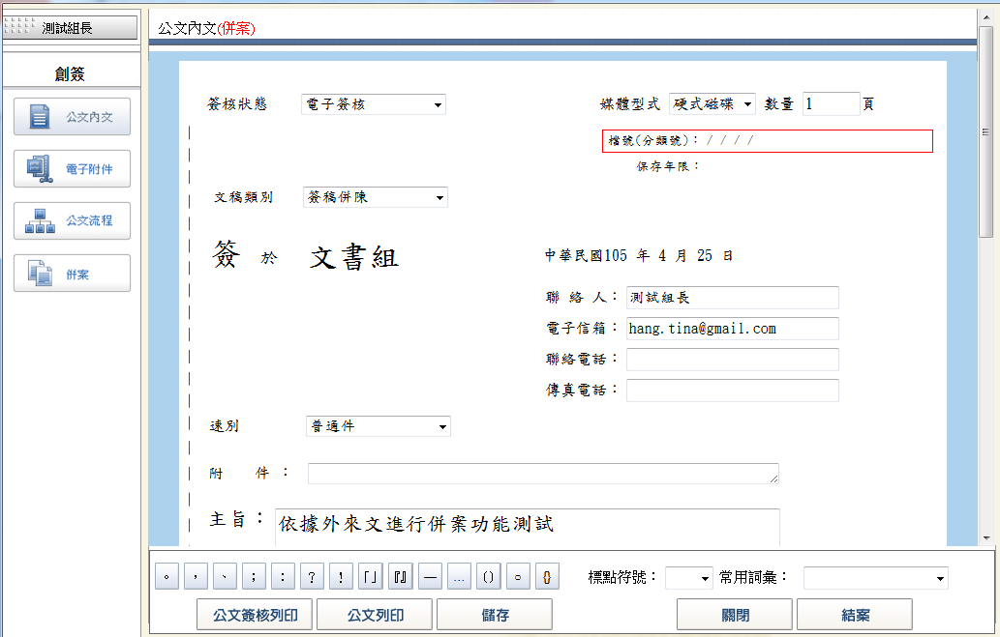 測試組長
創簽
公文內文
電子附件
公文流程
併案
公文內文(併案)
簽核狀態 電子簽核 媒體型式 硬式磁碟 數量 1 頁
檔號(分類號)：/ / / /
保存年限：
文稿類別 簽稿併陳
簽 於 文書組 中華民國105 年 4 月 25 日
聯 絡 人： 測試組長
電子信箱： hang.tina@gmail.com
聯絡電話：
傳真電話：
速別 普通件
附 件 ：
主旨： 依據外來文進行併案功能測試
。 ， 、 ； ： ？ ！ 「」 『』 — … () ○ {} 標點符號： 常用詞彙：
公文簽核列印 公文列印 儲存 關閉 結案